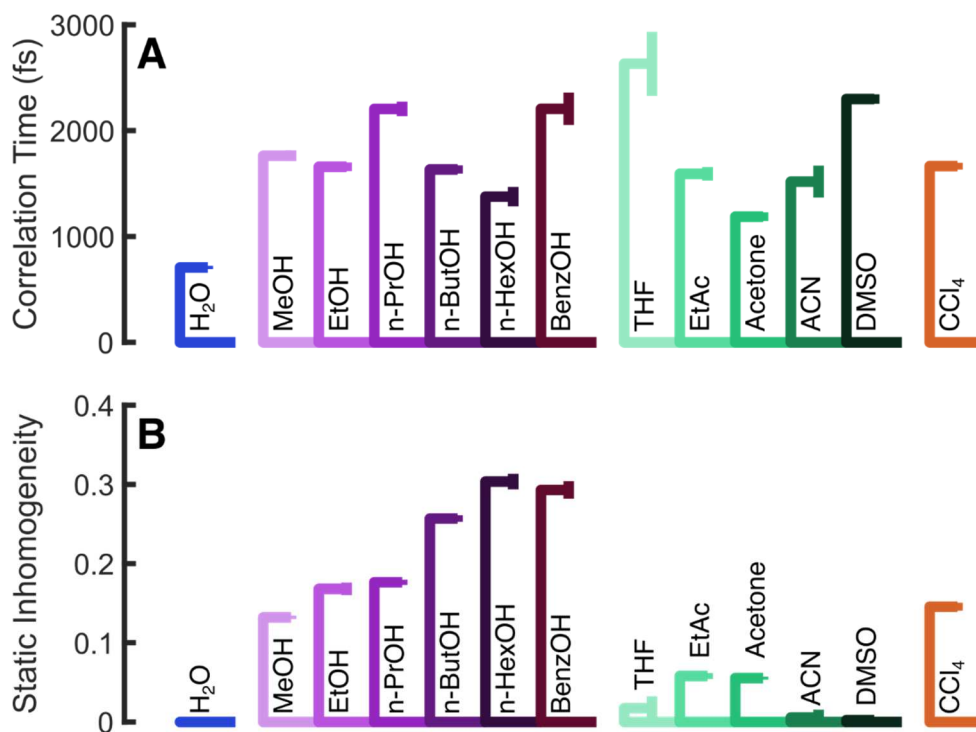 A
Correlation Time (fs)
3000
2000
1000
0
H₂O
MeOH
EtOH
n-PrOH
n-ButOH
n-HexOH
BenzOH
THF
EtAc
Acetone
ACN
DMSO
CCl₄
B
Static Inhomogeneity
0.4
0.3
0.2
0.1
0
H₂O
MeOH
EtOH
n-PrOH
n-ButOH
n-HexOH
BenzOH
THF
EtAc
Acetone
ACN
DMSO
CCl₄